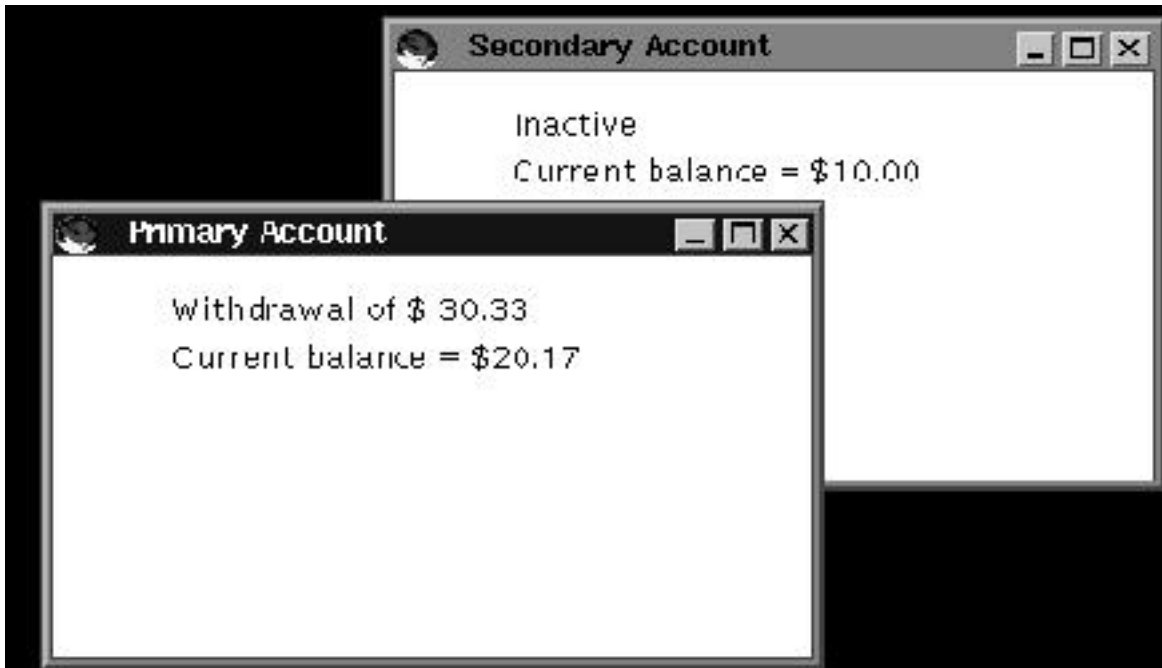 Secondary Account
Inactive
Current balance = $10.00
Primary Account
Withdrawal of $ 30.33
Current balance = $20.17